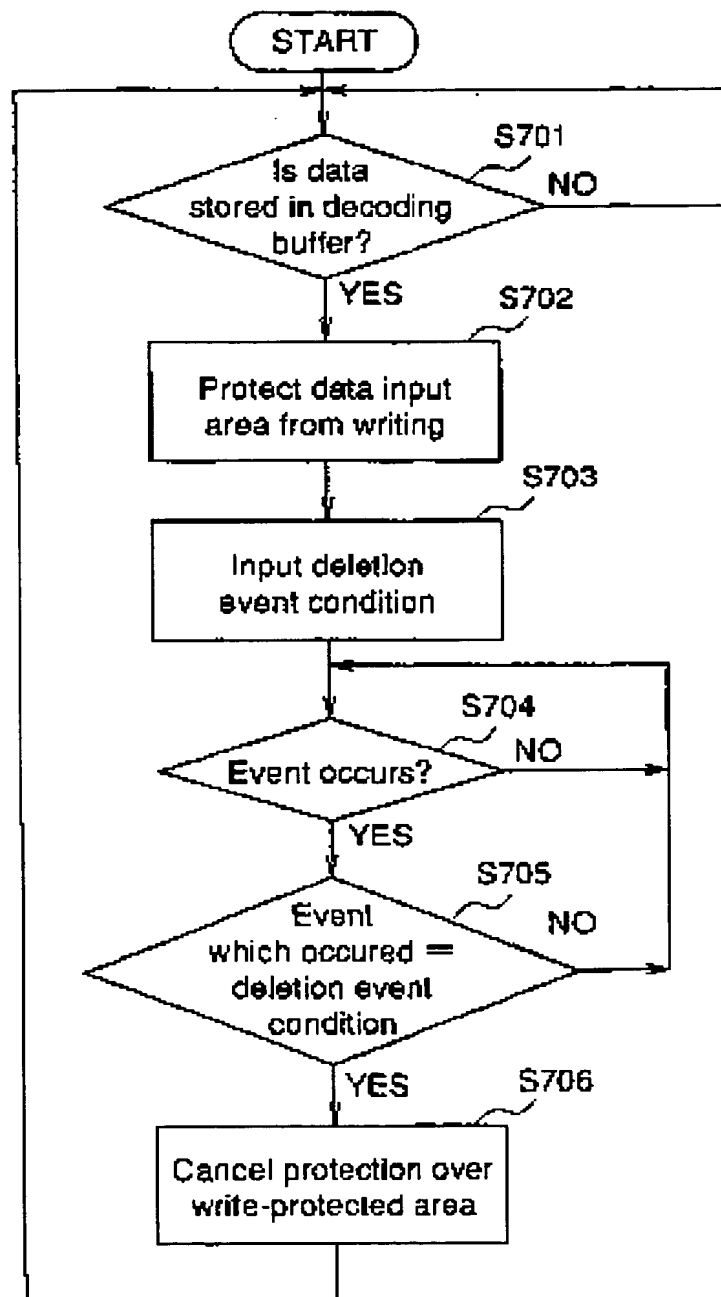 START
S701
Is data
stored in decoding
buffer?
NO
YES
S702
Protect data input
area from writing
S703
Input deletion
event condition
S704
Event occurs?
NO
YES
S705
Event
which occured =
deletion event
condition
NO
YES
S706
Cancel protection over
write-protected area